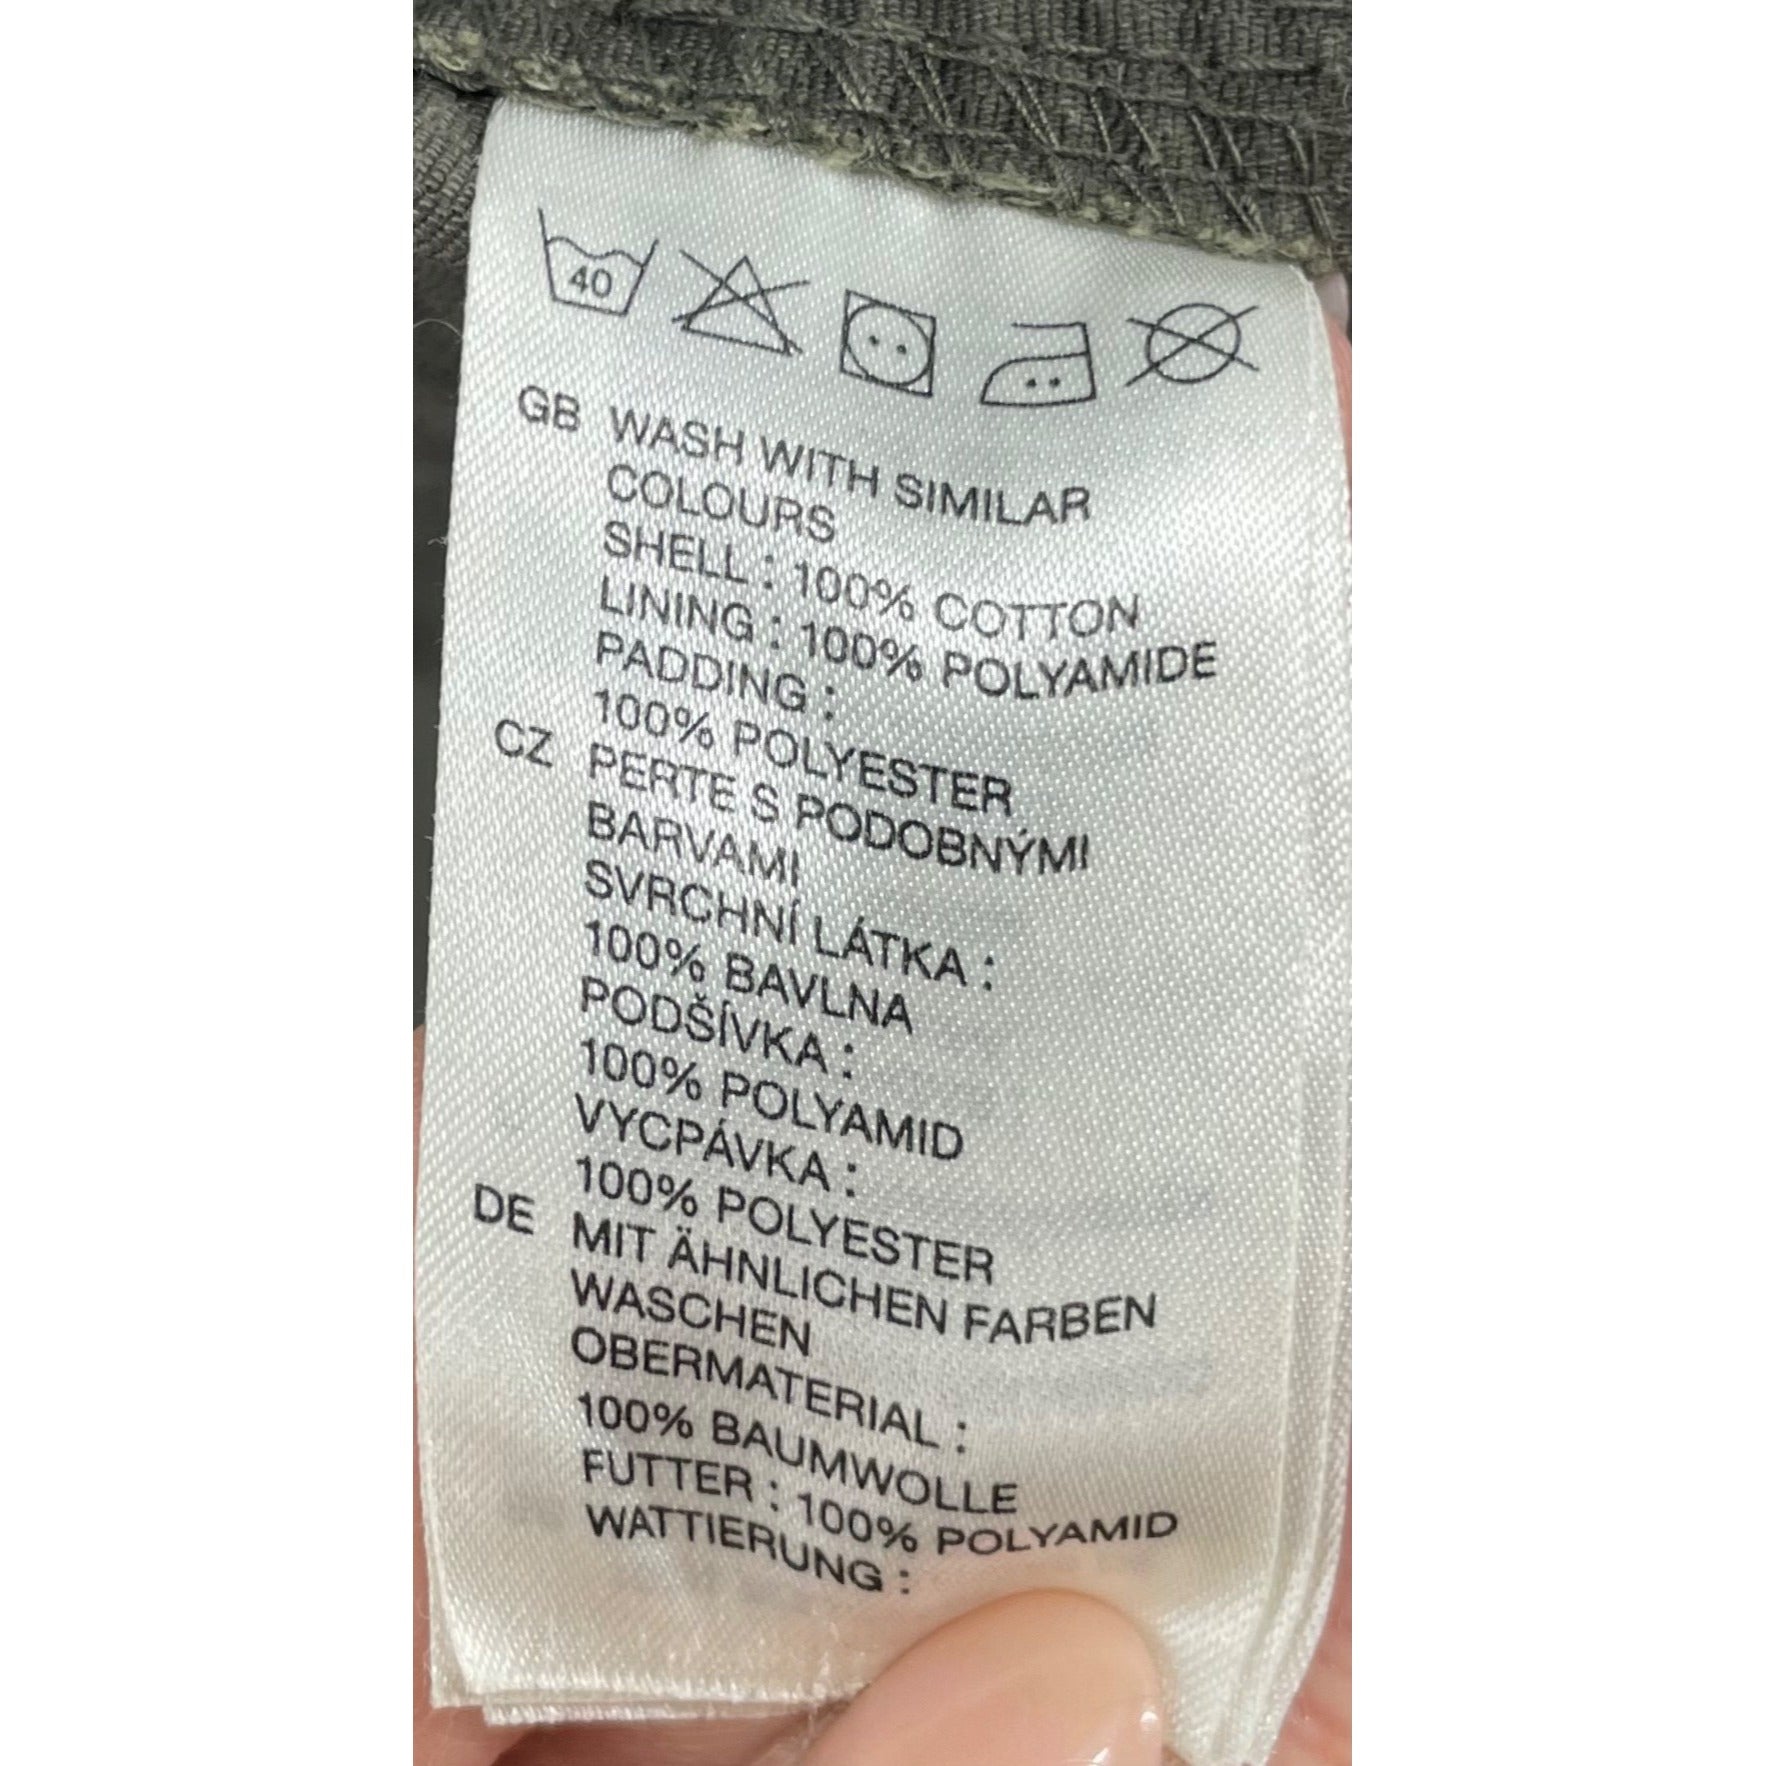 40
GB WASH WITH SIMILAR
COLOURS
SHELL : 100% COTTON
LINING : 100% POLYAMIDE
PADDING :
100% POLYESTER
CZ PERTE S PODOBNÝMI
BARVAMI
SVRCHNÍ LÁTKA :
100% BAVLNA
PODŠÍVKA :
100% POLYAMID
VYCPÁVKA :
100% POLYESTER
DE MIT ÄHNLICHEN FARBEN
WASCHEN
OBERMATERIAL :
100% BAUMWOLLE
FUTTER : 100% POLYAMID
WATTIERUNG :